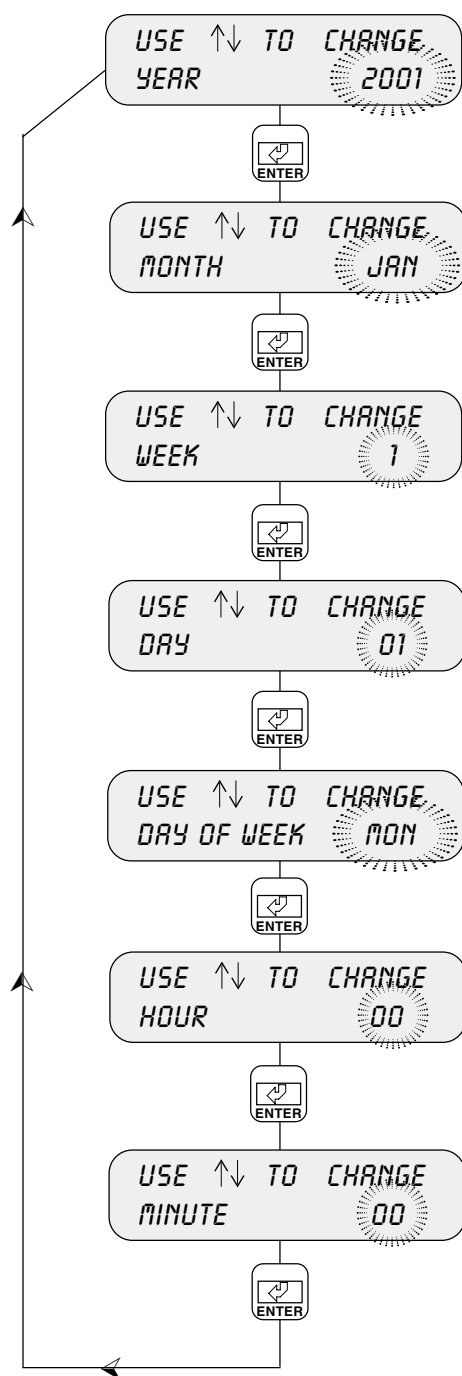 USE ↑↓ TO CHANGE
YEAR 2001
ENTER
USE ↑↓ TO CHANGE
MONTH JAN
ENTER
USE ↑↓ TO CHANGE
WEEK 1
ENTER
USE ↑↓ TO CHANGE
DAY 01
ENTER
USE ↑↓ TO CHANGE
DAY OF WEEK MON
ENTER
USE ↑↓ TO CHANGE
HOUR 00
ENTER
USE ↑↓ TO CHANGE
MINUTE 00
ENTER